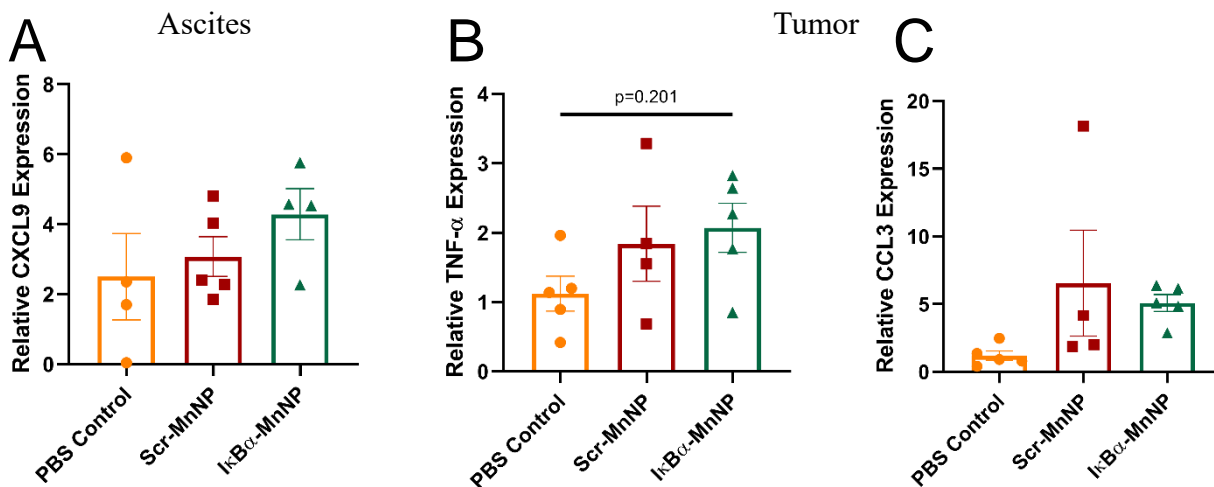 A
Ascites
B
Tumor
C
Relative CXCL9 Expression
8
6
4
2
0
PBS Control
Scr-MnNP
IκBα-MnNP
Relative TNF-α Expression
4
3
2
1
0
p=0.201
PBS Control
Scr-MnNP
IκBα-MnNP
Relative CCL3 Expression
20
15
10
5
0
PBS Control
Scr-MnNP
IκBα-MnNP